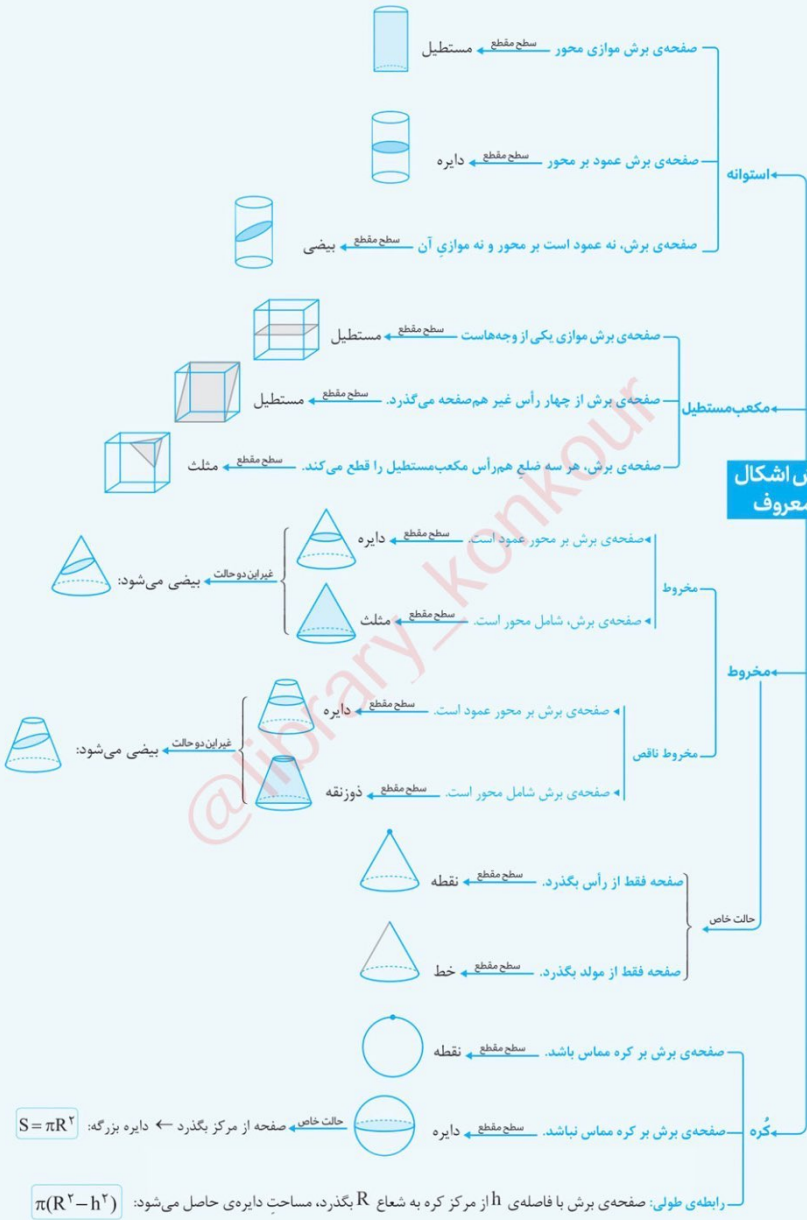 صفحه‌ی برش موازی محور سطح مقطع ← مستطیل
صفحه‌ی برش عمود بر محور سطح مقطع ← دایره
استوانه
صفحه‌ی برش، نه عمود است بر محور و نه موازیِ آن سطح مقطع ← بیضی
صفحه‌ی برش موازی یکی از وجه‌هاست سطح مقطع ← مستطیل
صفحه‌ی برش از چهار رأس غیر هم‌صفحه می‌گذرد. سطح مقطع ← مستطیل
مکعب‌مستطیل
صفحه‌ی برش، هر سه ضلعِ هم‌رأس مکعب‌مستطیل را قطع می‌کند. سطح مقطع ← مثلث
اشکال
معروف
صفحه‌ی برش بر محور عمود است. سطح مقطع ← دایره
غیر این دو حالت ← بیضی می‌شود:
مخروط
صفحه‌ی برش، شامل محور است. سطح مقطع ← مثلث
مخروط
صفحه‌ی برش بر محور عمود است. سطح مقطع ← دایره
غیر این دو حالت ← بیضی می‌شود:
مخروط ناقص
صفحه‌ی برش شامل محور است. سطح مقطع ← ذوزنقه
صفحه فقط از رأس بگذرد. سطح مقطع ← نقطه
حالت خاص
صفحه فقط از مولد بگذرد. سطح مقطع ← خط
صفحه‌ی برش بر کره مماس باشد. سطح مقطع ← نقطه
کُره
صفحه‌ی برش بر کره مماس نباشد. سطح مقطع ← دایره حالت خاص ← صفحه از مرکز بگذرد ← دایره بزرگه: S=πR²
رابطه‌ی طولی: صفحه‌ی برش با فاصله‌ی h از مرکز کره به شعاع R بگذرد، مساحتِ دایره‌ی حاصل می‌شود: π(R²−h²)
@library_konkour